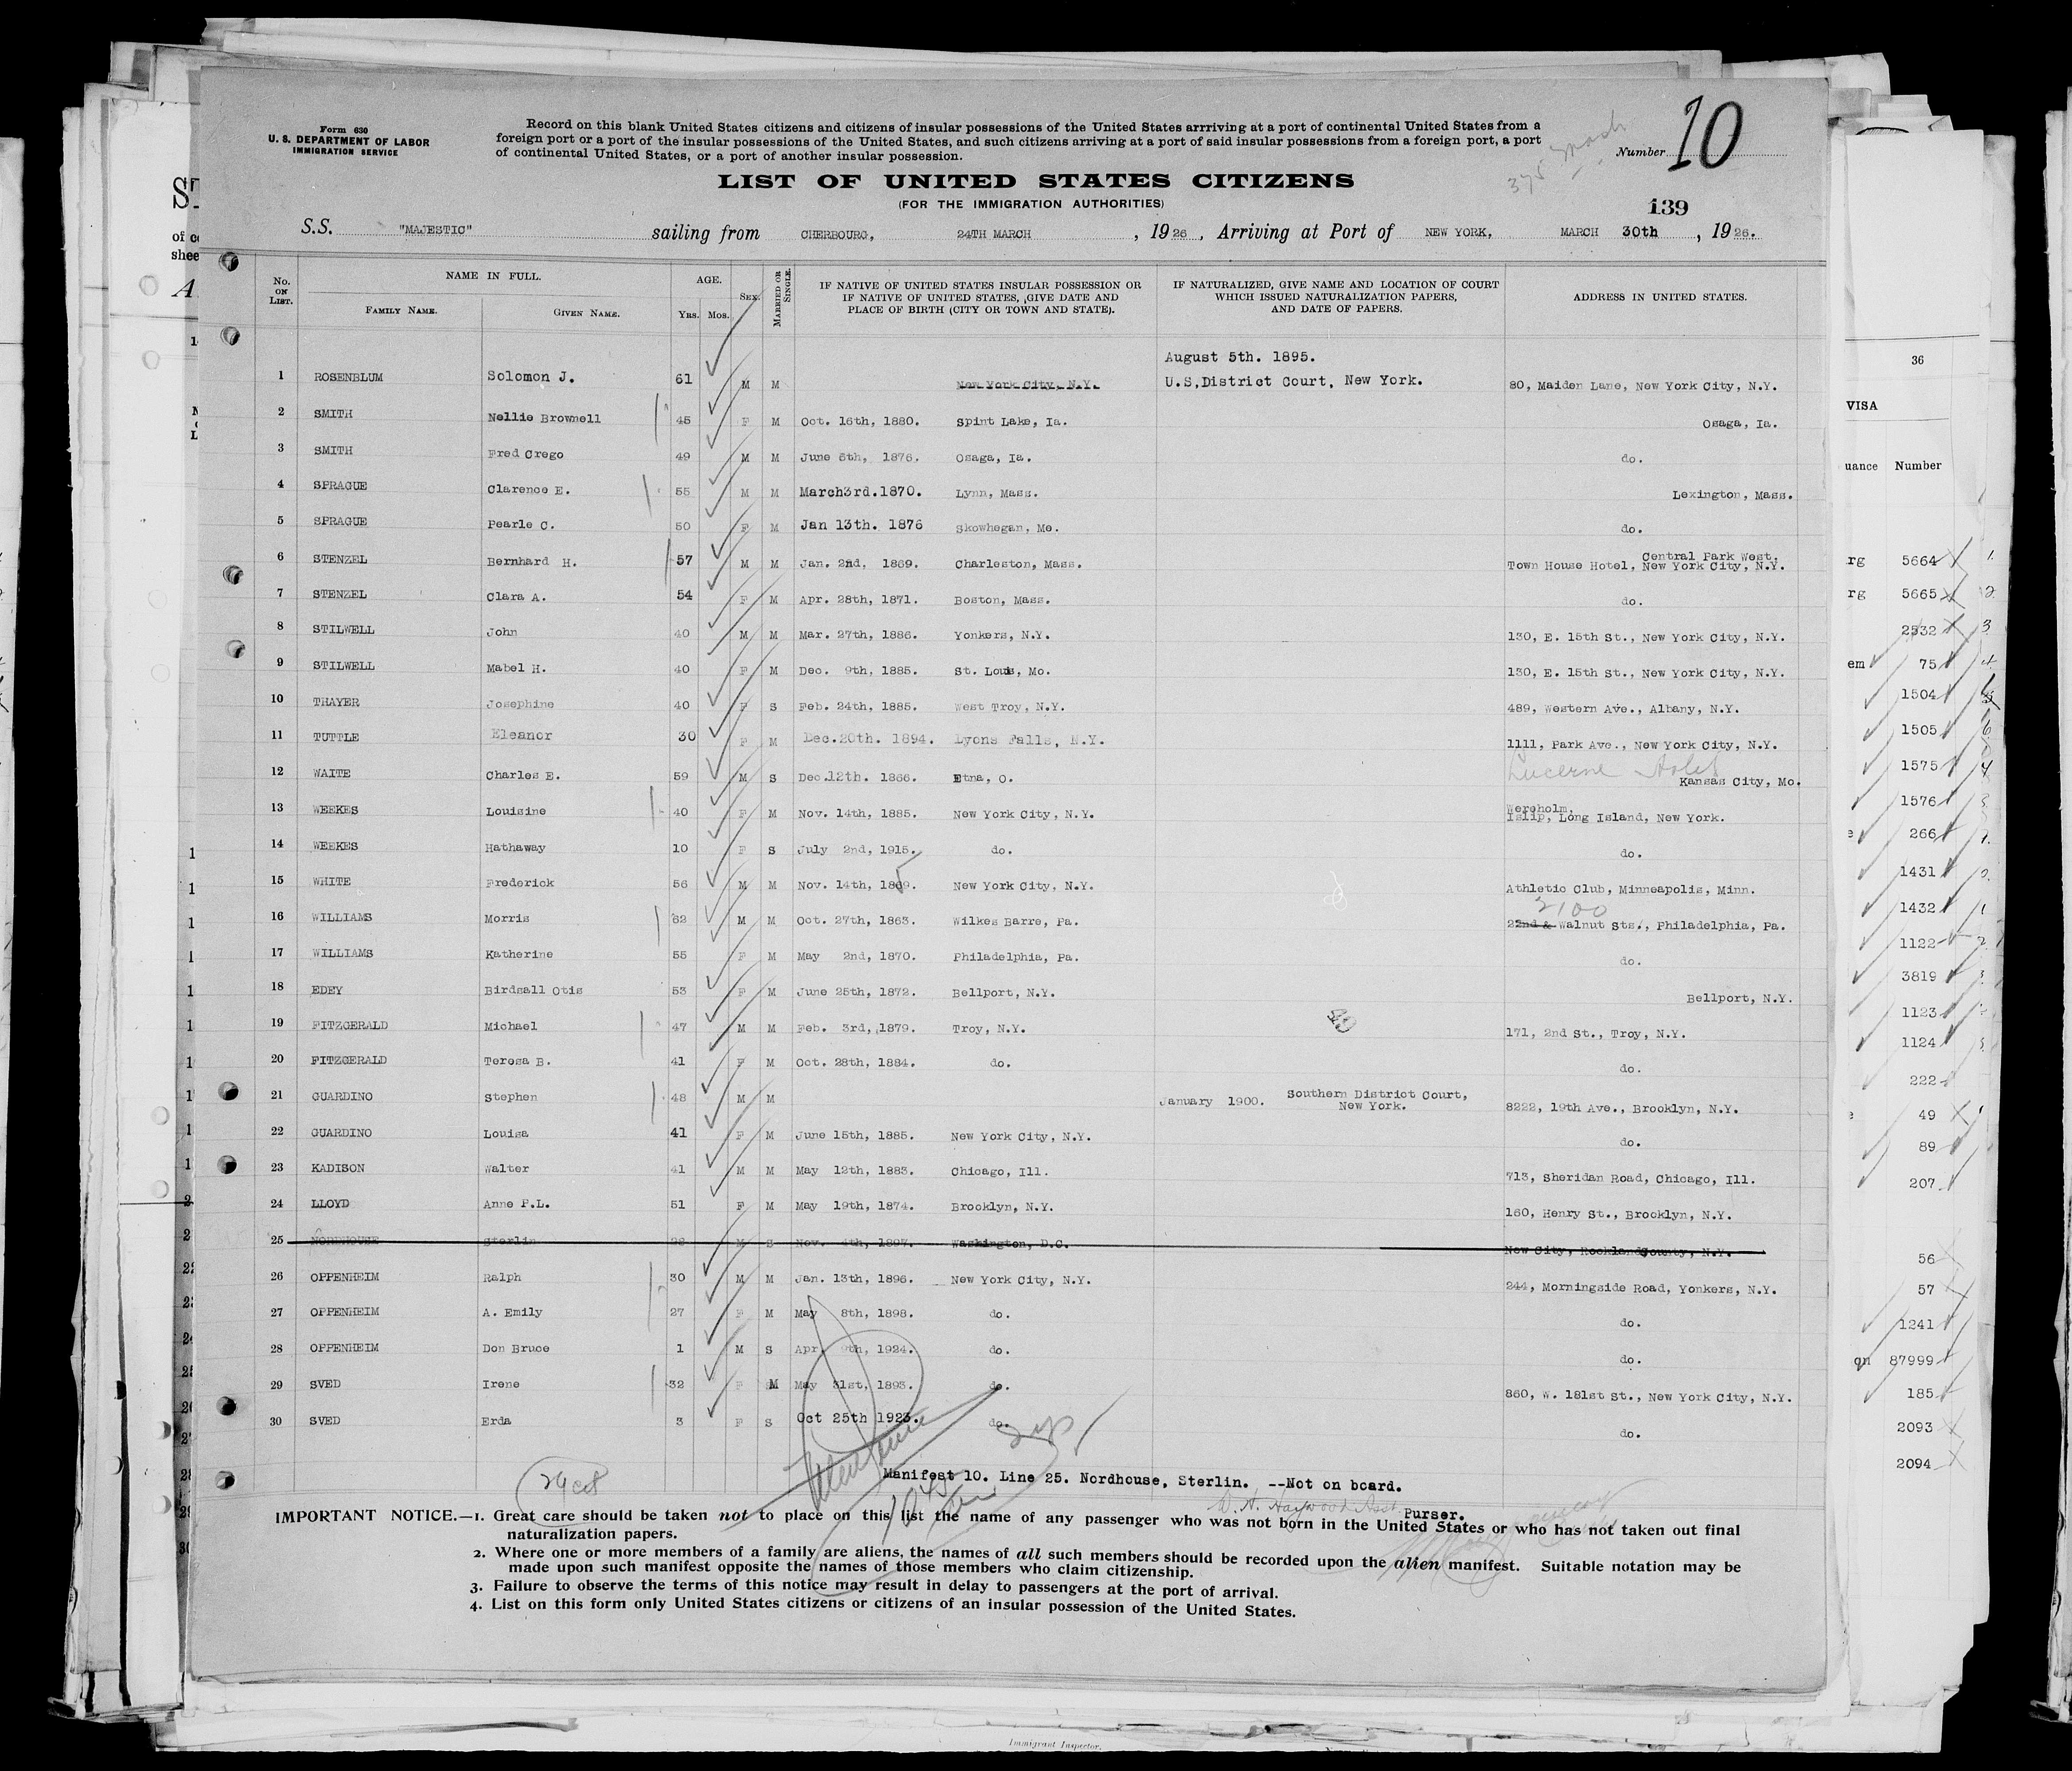 Form 630
U. S. DEPARTMENT OF LABOR
IMMIGRATION SERVICE
Record on this blank United States citizens and citizens of insular possessions of the United States arrriving at a port of continental United States from a
foreign port or a port of the insular possessions of the United States, and such citizens arriving at a port of said insular possessions from a foreign port, a port
of continental United States, or a port of another insular possession.
Number 10
LIST OF UNITED STATES CITIZENS
(FOR THE IMMIGRATION AUTHORITIES)
139
S.S. "MAJESTIC" sailing from CHERBOURG, 24TH MARCH, 1926, Arriving at Port of NEW YORK, MARCH 30th, 1926.
No. ON LIST. NAME IN FULL. FAMILY NAME. GIVEN NAME. AGE. YRS. MOS. SEX. MARRIED OR SINGLE. IF NATIVE OF UNITED STATES INSULAR POSSESSION OR IF NATIVE OF UNITED STATES, GIVE DATE AND PLACE OF BIRTH (CITY OR TOWN AND STATE). IF NATURALIZED, GIVE NAME AND LOCATION OF COURT WHICH ISSUED NATURALIZATION PAPERS, AND DATE OF PAPERS. ADDRESS IN UNITED STATES.
August 5th. 1895.
1 ROSENBLUM Solomon J. 61 M M New York City, N.Y. U.S.District Court, New York. 80, Maiden Lane, New York City, N.Y.
2 SMITH Nellie Brownell 45 F M Oct. 16th, 1880. Spint Lake, Ia. Osaga, Ia.
3 SMITH Fred Crego 49 M M June 6th, 1876. Osaga, Ia. do.
4 SPRAGUE Clarence E. 55 M M March3rd.1870. Lynn, Mass. Lexington, Mass.
5 SPRAGUE Pearle C. 50 F M Jan 13th. 1876 Skowhegan, Me. do.
6 STENZEL Bernhard H. 57 M M Jan. 2nd, 1869. Charleston, Mass. Town House Hotel, Central Park West, New York City, N.Y.
7 STENZEL Clara A. 54 F M Apr. 28th, 1871. Boston, Mass. do.
8 STILWELL John 40 M M Mar. 27th, 1886. Yonkers, N.Y. 130, E. 15th St., New York City, N.Y.
9 STILWELL Mabel H. 40 F M Dec. 9th, 1885. St. Louis, Mo. 130, E. 15th St., New York City, N.Y.
10 THAYER Josephine 40 F S Feb. 24th, 1885. West Troy, N.Y. 489, Western Ave., Albany, N.Y.
11 TUTTLE Eleanor 30 F M Dec.20th. 1894. Lyons Falls, N.Y. 1111, Park Ave., New York City, N.Y.
Lucerne Hotel
12 WAITE Charles E. 59 M S Dec.12th. 1866. Etna, O. Kansas City, Mo.
13 WEEKES Louisine 40 F M Nov. 14th, 1885. New York City, N.Y. Wereholm, Islip, Long Island, New York.
14 WEEKES Hathaway 10 F S July 2nd, 1915. do. do.
15 WHITE Frederick 56 M M Nov. 14th, 1869. New York City, N.Y. Athletic Club, Minneapolis, Minn.
2100
16 WILLIAMS Morris 62 M M Oct. 27th, 1863. Wilkes Barre, Pa. 22nd & Walnut Sts., Philadelphia, Pa.
17 WILLIAMS Katherine 55 F M May 2nd, 1870. Philadelphia, Pa. do.
18 EDEY Birdsall Otis 53 F M June 25th, 1872. Bellport, N.Y. Bellport, N.Y.
19 FITZGERALD Michael 47 M M Feb. 3rd, 1879. Troy, N.Y. 171, 2nd St., Troy, N.Y.
20 FITZGERALD Teresa B. 41 F M Oct. 28th, 1884. do. do.
21 GUARDINO Stephen 48 M M January 1900. Southern District Court, New York. 8222, 19th Ave., Brooklyn, N.Y.
22 GUARDINO Louisa 41 F M June 15th, 1885. New York City, N.Y. do.
23 KADISON Walter 41 M M May 12th, 1883. Chicago, Ill. 713, Sheridan Road, Chicago, Ill.
24 LLOYD Anne P.L. 51 F M May 19th, 1874. Brooklyn, N.Y. 160, Henry St., Brooklyn, N.Y.
25 NORDHOUSE Sterlin 28 M S Nov. 4th, 1897. Washington, D.C. New City, Rockland County, N.Y.
26 OPPENHEIM Ralph 30 M M Jan. 13th, 1896. New York City, N.Y. 244, Morningside Road, Yonkers, N.Y.
27 OPPENHEIM A. Emily 27 F M May 8th, 1898. do. do.
28 OPPENHEIM Don Bruce 1 M S Apr. 9th, 1924. do. do.
29 SVED Irene 32 F M May 31st, 1893. do. 860, W. 181st St., New York City, N.Y.
30 SVED Erda 3 F S Oct 25th 1923. do. do.
Manifest 10. Line 25. Nordhouse, Sterlin. --Not on board.
W. H. Haywood Asst Purser.
IMPORTANT NOTICE.—1. Great care should be taken not to place on this list the name of any passenger who was not born in the United States or who has not taken out final
naturalization papers.
2. Where one or more members of a family are aliens, the names of all such members should be recorded upon the alien manifest. Suitable notation may be
made upon such manifest opposite the names of those members who claim citizenship.
3. Failure to observe the terms of this notice may result in delay to passengers at the port of arrival.
4. List on this form only United States citizens or citizens of an insular possession of the United States.
36
VISA
uance Number
rg 5664
rg 5665
2532
em 75
1504
1505
1575
1576
266
1431
1432
1122
3819
1123
1124
222
49
89
207
56
57
1241
87999
185
2093
2094
Immigrant Inspector.